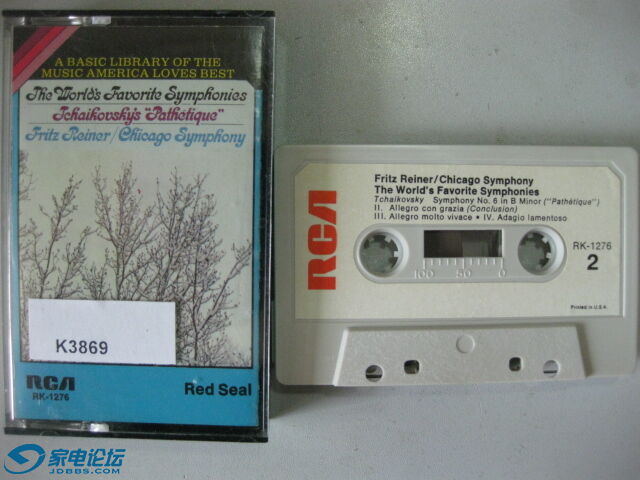 A BASIC LIBRARY OF THE
MUSIC AMERICA LOVES BEST
The World's Favorite Symphonies
Tchaikovsky's "Pathétique"
Fritz Reiner/Chicago Symphony
K3869
RCA
RK-1276
Red Seal
Fritz Reiner/Chicago Symphony
The World's Favorite Symphonies
Tchaikovsky Symphony No. 6 in B Minor ("Pathétique")
II. Allegro con grazia (Conclusion)
III. Allegro molto vivace • IV. Adagio lamentoso
RCA
RK-1276
2
100 50 0
Printed in U.S.A.
家电论坛
JDBBS.COM